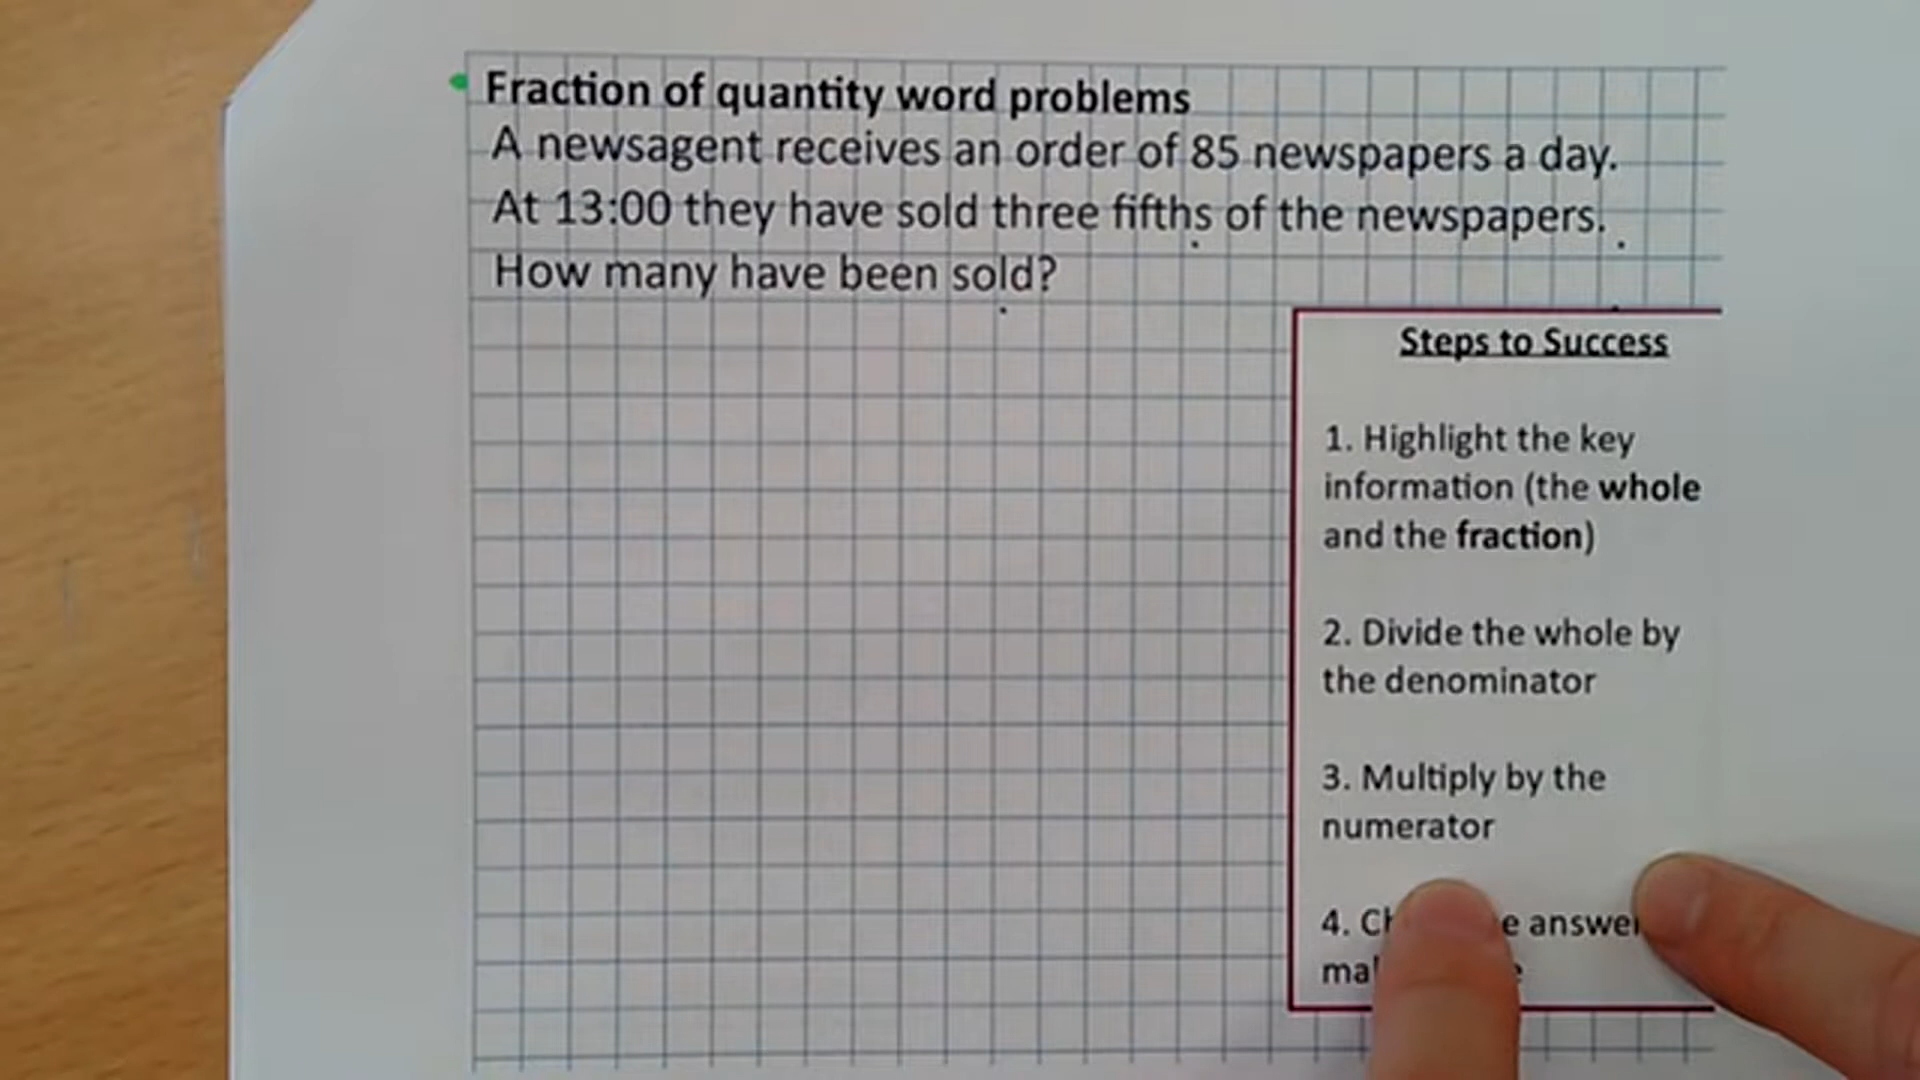 Fraction of quantity word problems
A newsagent receives an order of 85 newspapers a day.
At 13:00 they have sold three fifths of the newspapers.
How many have been sold?
Steps to Success
1. Highlight the key
information (the whole
and the fraction)
2. Divide the whole by
the denominator
3. Multiply by the
numerator
4. answer